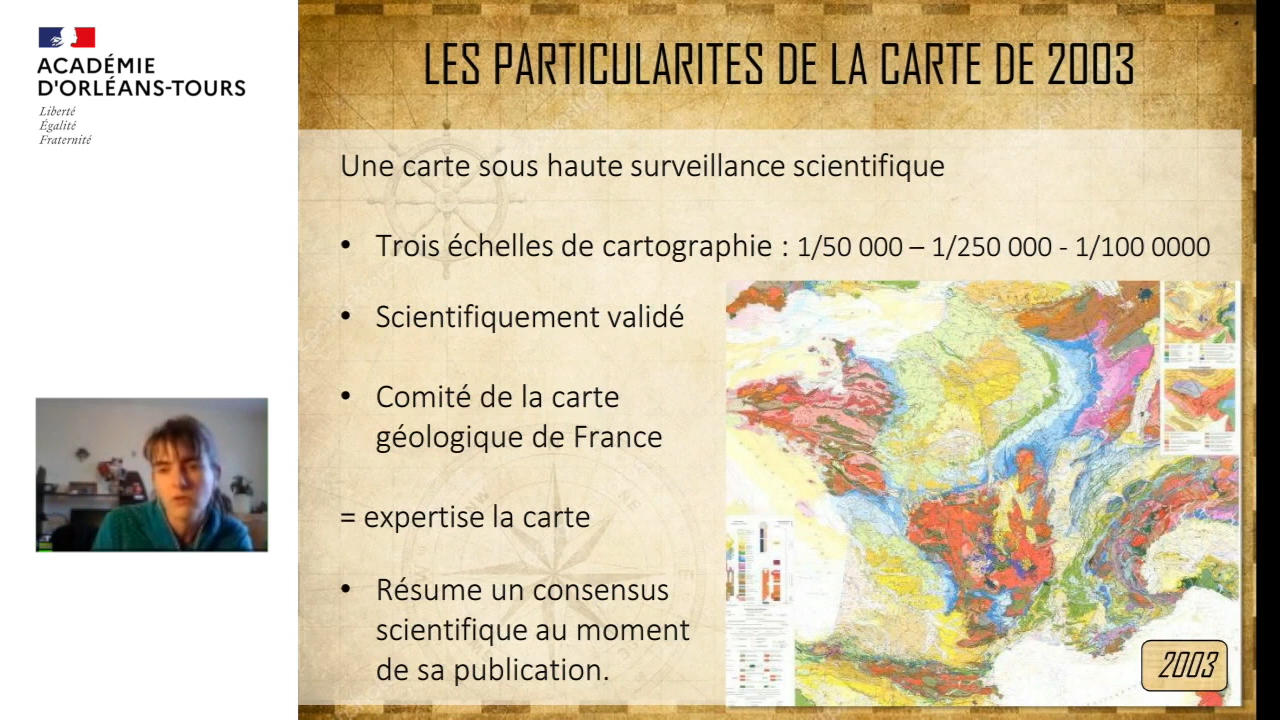 ACADÉMIE
D'ORLÉANS-TOURS
Liberté
Égalité
Fraternité
LES PARTICULARITES DE LA CARTE DE 2003
Une carte sous haute surveillance scientifique
• Trois échelles de cartographie : 1/50 000 – 1/250 000 - 1/100 0000
• Scientifiquement validé
• Comité de la carte
géologique de France
= expertise la carte
• Résume un consensus
scientifique au moment
de sa publication.
2003